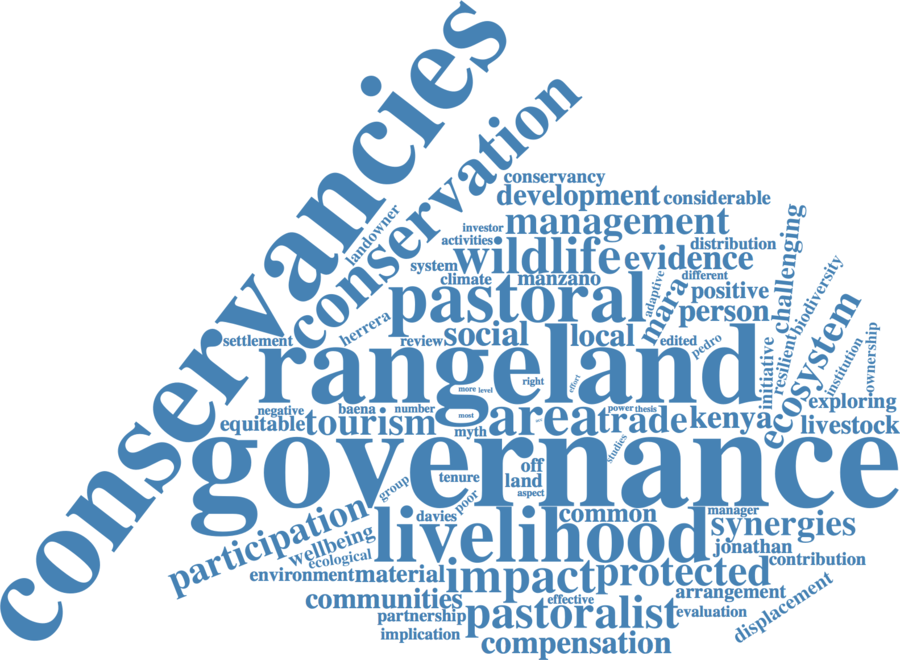 conservancies
conservation
conservancy
development considerable
landowner
investor management
activities
wildlife evidence distribution
challenging
system
climate manzano different
adaptive
biodiversity
pastoral mara positive
person
herrera
settlement review social local edited pedro
rangeland
initiative resilient ecosystem institution ownership
right effort
more level
negative baena number most area power thesis
exploring
equitable tourism myth trade kenya livestock
studies
governance
off
tenure land
group poor aspect
participation davies livelihood common manager
synergies
wellbeing
ecological jonathan
environment material impact protected contribution
communities arrangement
partnership pastoralist effective evaluation
displacement
implication compensation